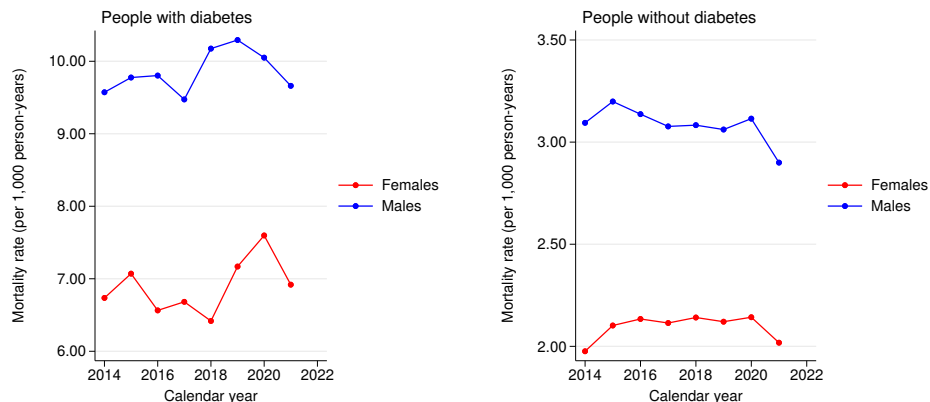 People with diabetes
Mortality rate (per 1,000 person-years)
10.00
9.00
8.00
7.00
6.00
2014 2016 2018 2020 2022
Calendar year
Females
Males
People without diabetes
Mortality rate (per 1,000 person-years)
3.50
3.00
2.50
2.00
2014 2016 2018 2020 2022
Calendar year
Females
Males